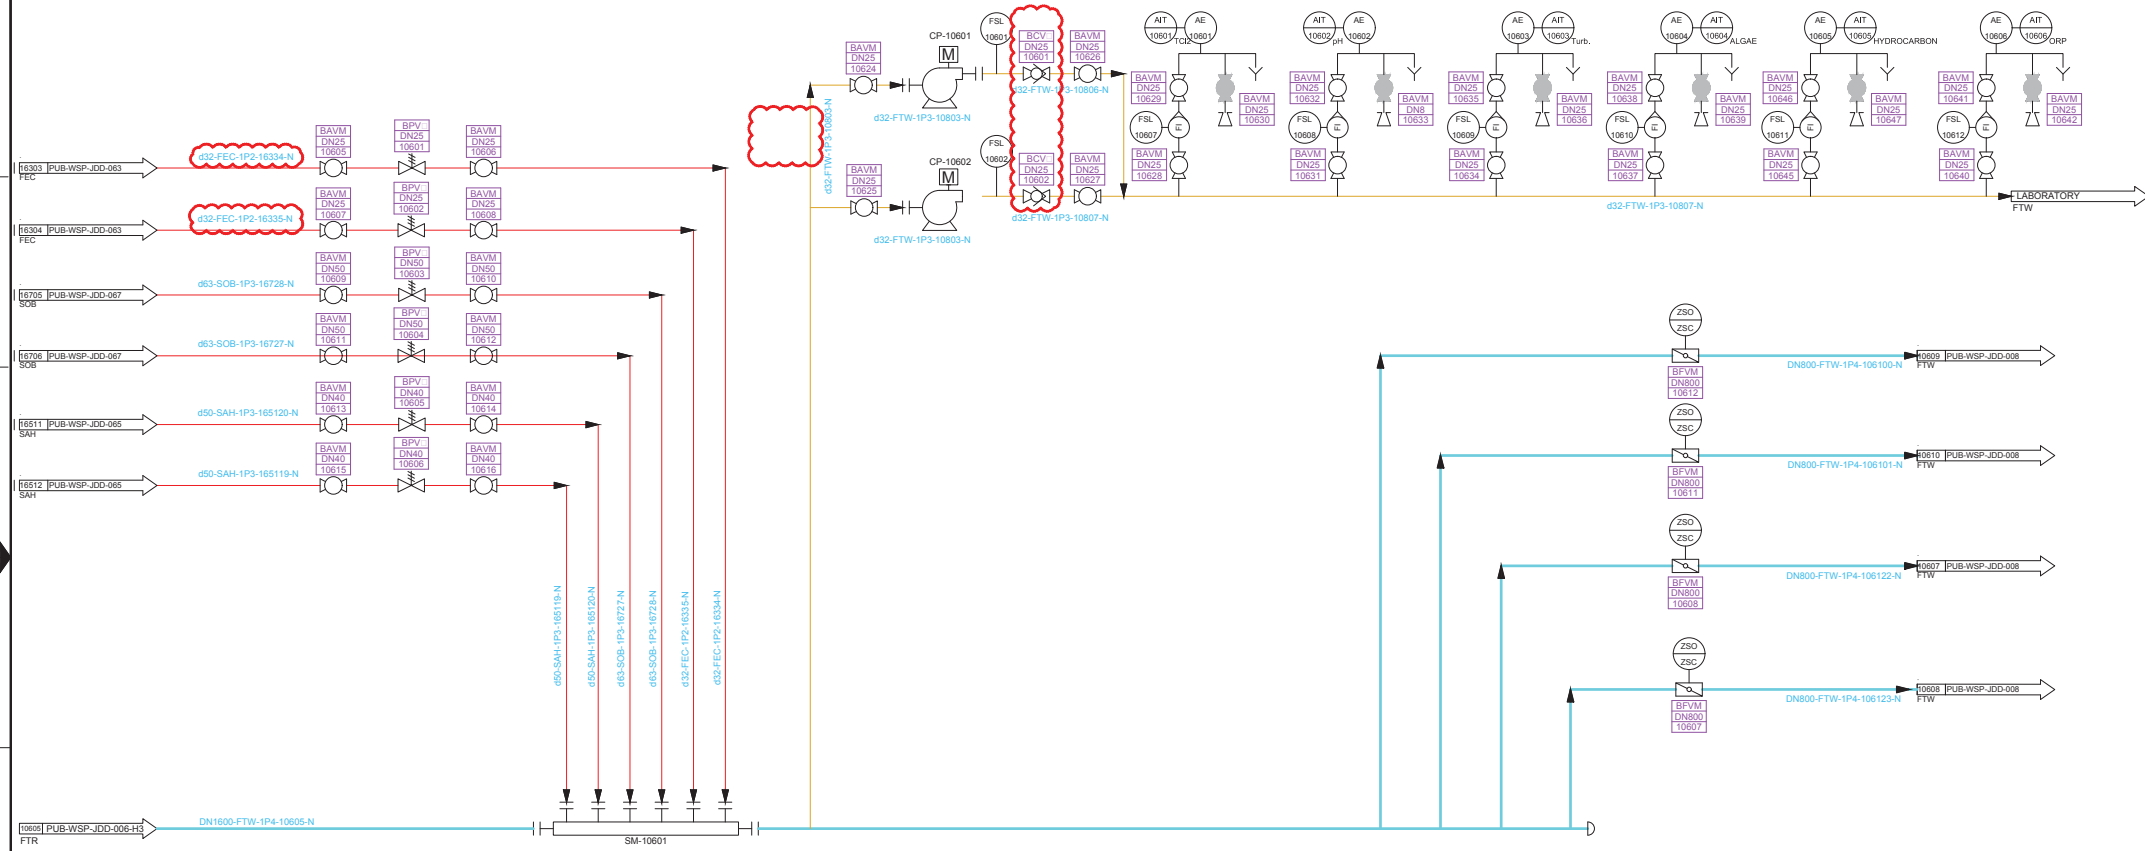 CP-10601
M
BAVM
DN25
10624
FSL
10601
BCV
DN25
10601
BAVM
DN25
10626
d32-FTW-1P3-10806-N
d32-FTW-1P3-10803-N
d32-FTW-1P3-10803-N
CP-10602
M
BAVM
DN25
10625
FSL
10602
BCV
DN25
10602
BAVM
DN25
10627
d32-FTW-1P3-10807-N
d32-FTW-1P3-10803-N
AIT
10601
AE
10601
TCl2
BAVM
DN25
10629
BAVM
DN25
10630
FSL
10607
FI
BAVM
DN25
10628
AIT
10602
AE
10602
pH
BAVM
DN25
10632
BAVM
DN8
10633
FSL
10608
FI
BAVM
DN25
10631
AE
10603
AIT
10603
Turb.
BAVM
DN25
10635
BAVM
DN25
10636
FSL
10609
FI
BAVM
DN25
10634
AE
10604
AIT
10604
ALGAE
BAVM
DN25
10638
BAVM
DN25
10639
FSL
10610
FI
BAVM
DN25
10637
AE
10605
AIT
10605
HYDROCARBON
BAVM
DN25
10646
BAVM
DN25
10647
FSL
10611
FI
BAVM
DN25
10645
AE
10606
AIT
10606
ORP
BAVM
DN25
10641
BAVM
DN25
10642
FSL
10612
FI
BAVM
DN25
10640
d32-FTW-1P3-10807-N
LABORATORY
FTW
16303 PUB-WSP-JDD-063
FEC
d32-FEC-1P2-16334-N
BAVM
DN25
10605
BPV
DN25
10601
BAVM
DN25
10606
16304 PUB-WSP-JDD-063
FEC
d32-FEC-1P2-16335-N
BAVM
DN25
10607
BPV
DN25
10602
BAVM
DN25
10608
16705 PUB-WSP-JDD-067
SOB
d63-SOB-1P3-16728-N
BAVM
DN50
10609
BPV
DN50
10603
BAVM
DN50
10610
16706 PUB-WSP-JDD-067
SOB
d63-SOB-1P3-16727-N
BAVM
DN50
10611
BPV
DN50
10604
BAVM
DN50
10612
16511 PUB-WSP-JDD-065
SAH
d50-SAH-1P3-165120-N
BAVM
DN40
10613
BPV
DN40
10605
BAVM
DN40
10614
16512 PUB-WSP-JDD-065
SAH
d50-SAH-1P3-165119-N
BAVM
DN40
10615
BPV
DN40
10606
BAVM
DN40
10616
d50-SAH-1P3-165119-N
d50-SAH-1P3-165120-N
d63-SOB-1P3-16727-N
d63-SOB-1P3-16728-N
d32-FEC-1P2-16335-N
d32-FEC-1P2-16334-N
ZSO
ZSC
BFVM
DN800
10612
DN800-FTW-1P4-106100-N
10609 PUB-WSP-JDD-008
FTW
ZSO
ZSC
BFVM
DN800
10611
DN800-FTW-1P4-106101-N
10610 PUB-WSP-JDD-008
FTW
ZSO
ZSC
BFVM
DN800
10608
DN800-FTW-1P4-106122-N
10607 PUB-WSP-JDD-008
FTW
ZSO
ZSC
BFVM
DN800
10607
DN800-FTW-1P4-106123-N
10608 PUB-WSP-JDD-008
FTW
10605 PUB-WSP-JDD-006-H3
FTR
DN1600-FTW-1P4-10605-N
SM-10601